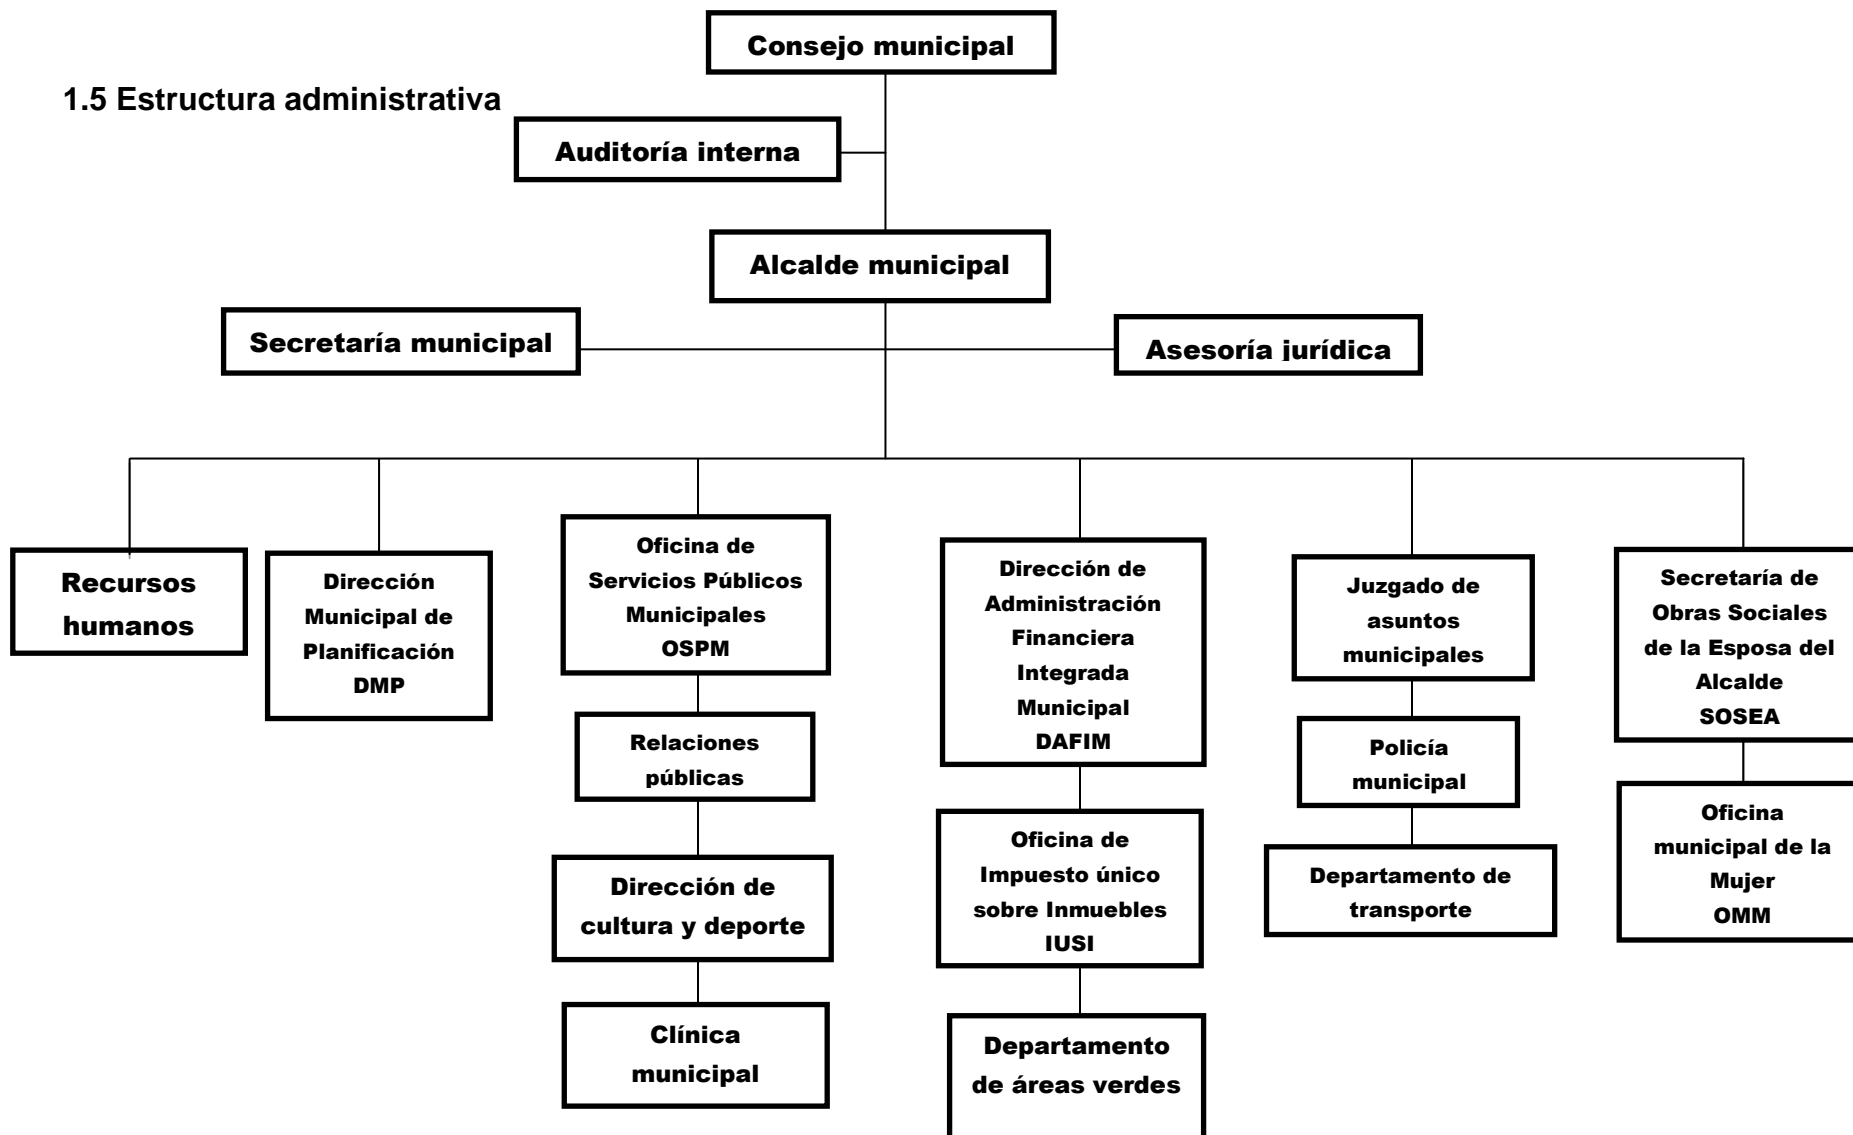 Consejo municipal
1.5 Estructura administrativa
Auditoría interna
Alcalde municipal
Secretaría municipal
Asesoría jurídica
Recursos
humanos
Dirección
Municipal de
Planificación
DMP
Oficina de
Servicios Públicos
Municipales
OSPM
Relaciones
públicas
Dirección de
cultura y deporte
Clínica
municipal
Dirección de
Administración
Financiera
Integrada
Municipal
DAFIM
Oficina de
Impuesto único
sobre Inmuebles
IUSI
Departamento
de áreas verdes
Juzgado de
asuntos
municipales
Policía
municipal
Departamento de
transporte
Secretaría de
Obras Sociales
de la Esposa del
Alcalde
SOSEA
Oficina
municipal de la
Mujer
OMM